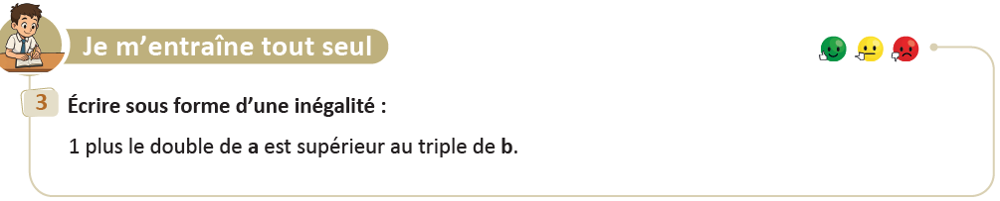 Je m’entraîne tout seul
3 Écrire sous forme d’une inégalité :
1 plus le double de a est supérieur au triple de b.